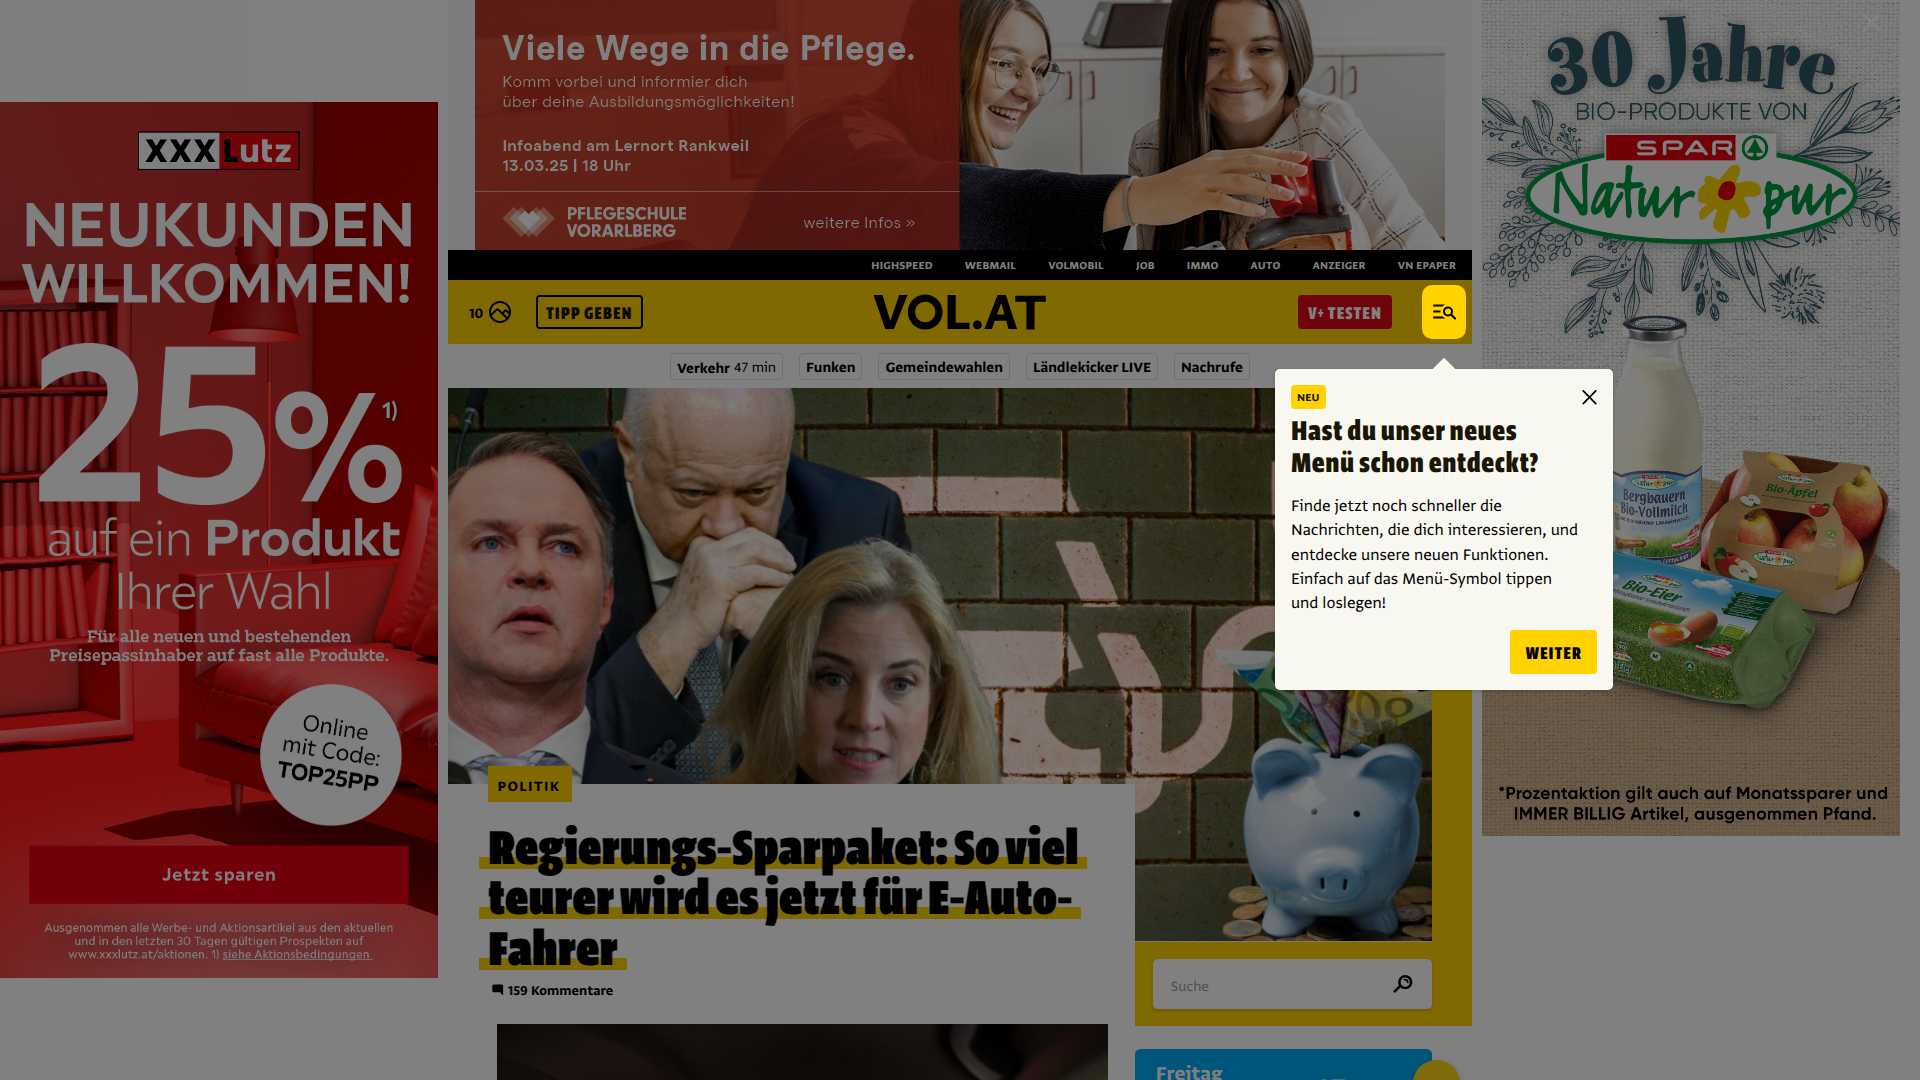 Viele Wege in die Pflege.
Komm vorbei und informier dich
über deine Ausbildungsmöglichkeiten!
Infoabend am Lernort Rankweil
13.03.25 | 18 Uhr
PFLEGESCHULE
VORARLBERG
weitere Infos »
XXXLutz
NEUKUNDEN
WILLKOMMEN!
25% 1)
auf ein Produkt
Ihrer Wahl
Für alle neuen und bestehenden
Preisepassinhaber auf fast alle Produkte.
Online
mit Code:
TOP25PP
Jetzt sparen
Ausgenommen alle Werbe- und Aktionsartikel aus den aktuellen
und in den letzten 30 Tagen gültigen Prospekten auf
www.xxxlutz.at/aktionen. 1) siehe Aktionsbedingungen
HIGHSPEED WEBMAIL VOLMOBIL JOB IMMO AUTO ANZEIGER VN EPAPER
10 TIPP GEBEN VOL.AT V+ TESTEN
Verkehr 47 min Funken Gemeindewahlen Ländlekicker LIVE Nachrufe
NEU
Hast du unser neues
Menü schon entdeckt?
Finde jetzt noch schneller die
Nachrichten, die dich interessieren, und
entdecke unsere neuen Funktionen.
Einfach auf das Menü-Symbol tippen
und loslegen!
WEITER
POLITIK
Regierungs-Sparpaket: So viel
teurer wird es jetzt für E-Auto-
Fahrer
159 Kommentare
Suche
Freitag
30 Jahre
BIO-PRODUKTE VON
SPAR
Natur pur
Bergbauern
Bio-Vollmilch
Bio-Äpfel
Bio-Eier
*Prozentaktion gilt auch auf Monatssparer und
IMMER BILLIG Artikel, ausgenommen Pfand.